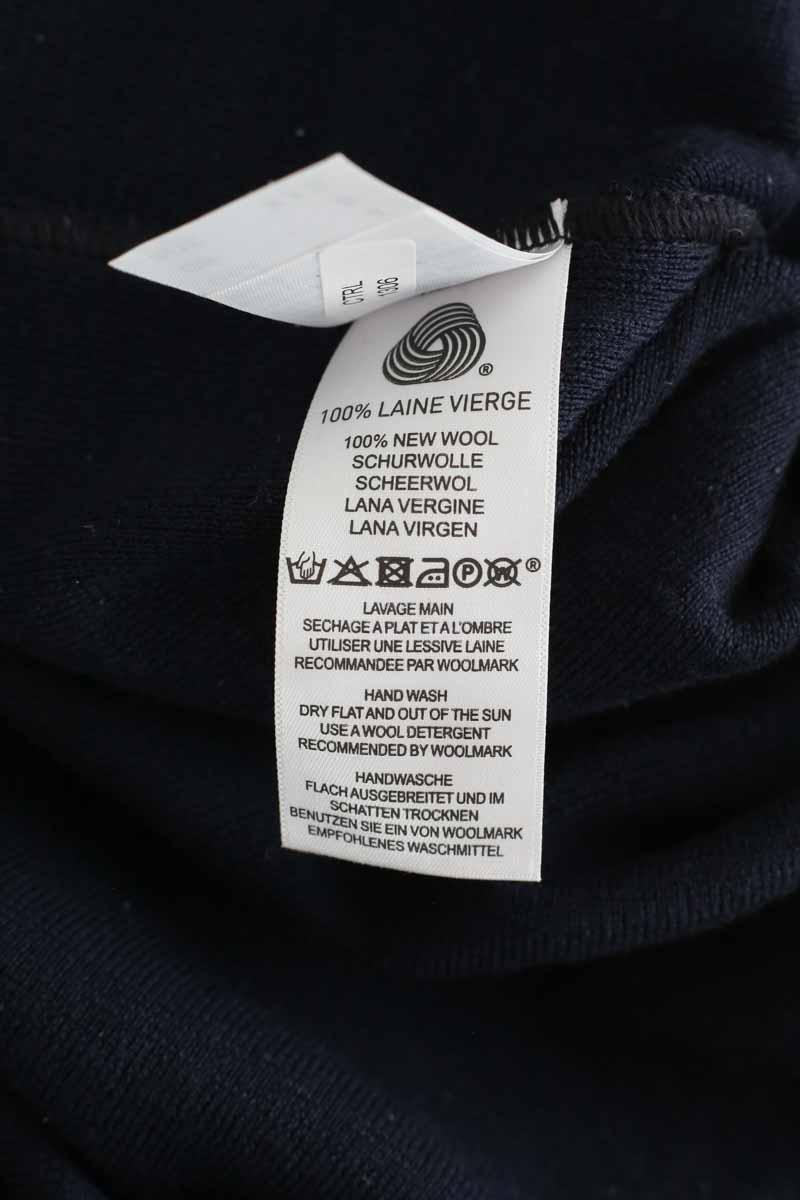 CTRL
1306
®
100% LAINE VIERGE
100% NEW WOOL
SCHURWOLLE
SCHEERWOL
LANA VERGINE
LANA VIRGEN
P W ®
LAVAGE MAIN
SECHAGE A PLAT ET A L'OMBRE
UTILISER UNE LESSIVE LAINE
RECOMMANDEE PAR WOOLMARK
HAND WASH
DRY FLAT AND OUT OF THE SUN
USE A WOOL DETERGENT
RECOMMENDED BY WOOLMARK
HANDWASCHE
FLACH AUSGEBREITET UND IM
SCHATTEN TROCKNEN
BENUTZEN SIE EIN VON WOOLMARK
EMPFOHLENES WASCHMITTEL